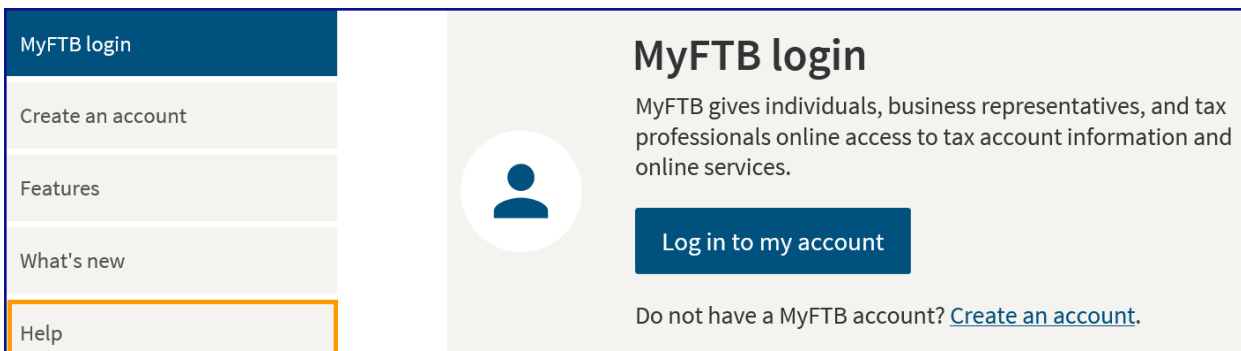 MyFTB login
Create an account
Features
What's new
Help
MyFTB login
MyFTB gives individuals, business representatives, and tax
professionals online access to tax account information and
online services.
Log in to my account
Do not have a MyFTB account? Create an account.